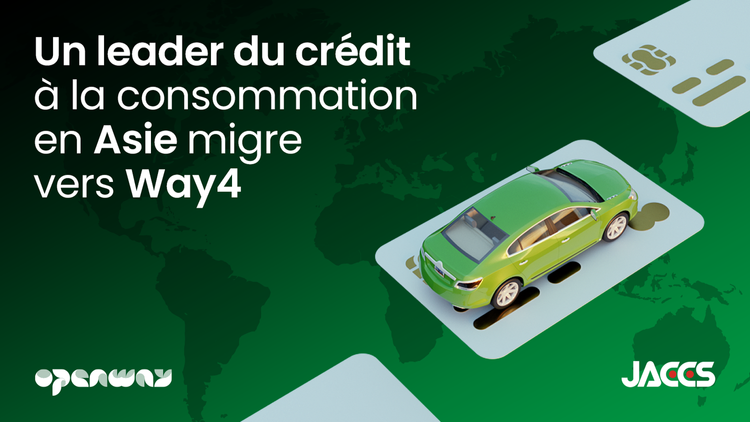 Un leader du crédit
à la consommation
en Asie migre
vers Way4
openway
JACCS